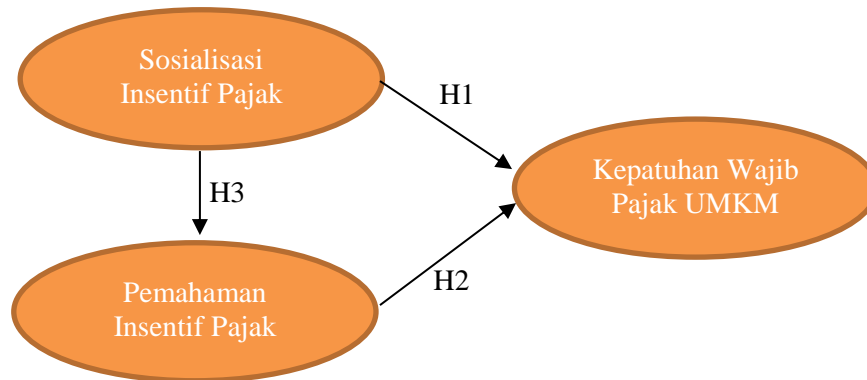 Sosialisasi
Insentif Pajak
H1
Kepatuhan Wajib
Pajak UMKM
H3
H2
Pemahaman
Insentif Pajak